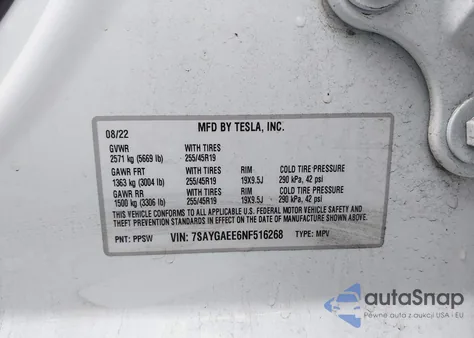 MFD BY TESLA, INC.
08/22
GVWR WITH TIRES
2571 kg (5669 lb) 255/45R19
GAWR FRT WITH TIRES RIM COLD TIRE PRESSURE
1363 kg (3004 lb) 255/45R19 19X9.5J 290 kPa, 42 psi
GAWR RR WITH TIRES RIM COLD TIRE PRESSURE
1500 kg (3306 lb) 255/45R19 19X9.5J 290 kPa, 42 psi
THIS VEHICLE CONFORMS TO ALL APPLICABLE U.S. FEDERAL MOTOR VEHICLE SAFETY AND
THEFT PREVENTION STANDARDS IN EFFECT ON THE DATE OF MANUFACTURE SHOWN ABOVE.
PNT: PPSW VIN: 7SAYGAEE6NF516268 TYPE: MPV
autoSnap
Pewne auta z aukcji USA - EU